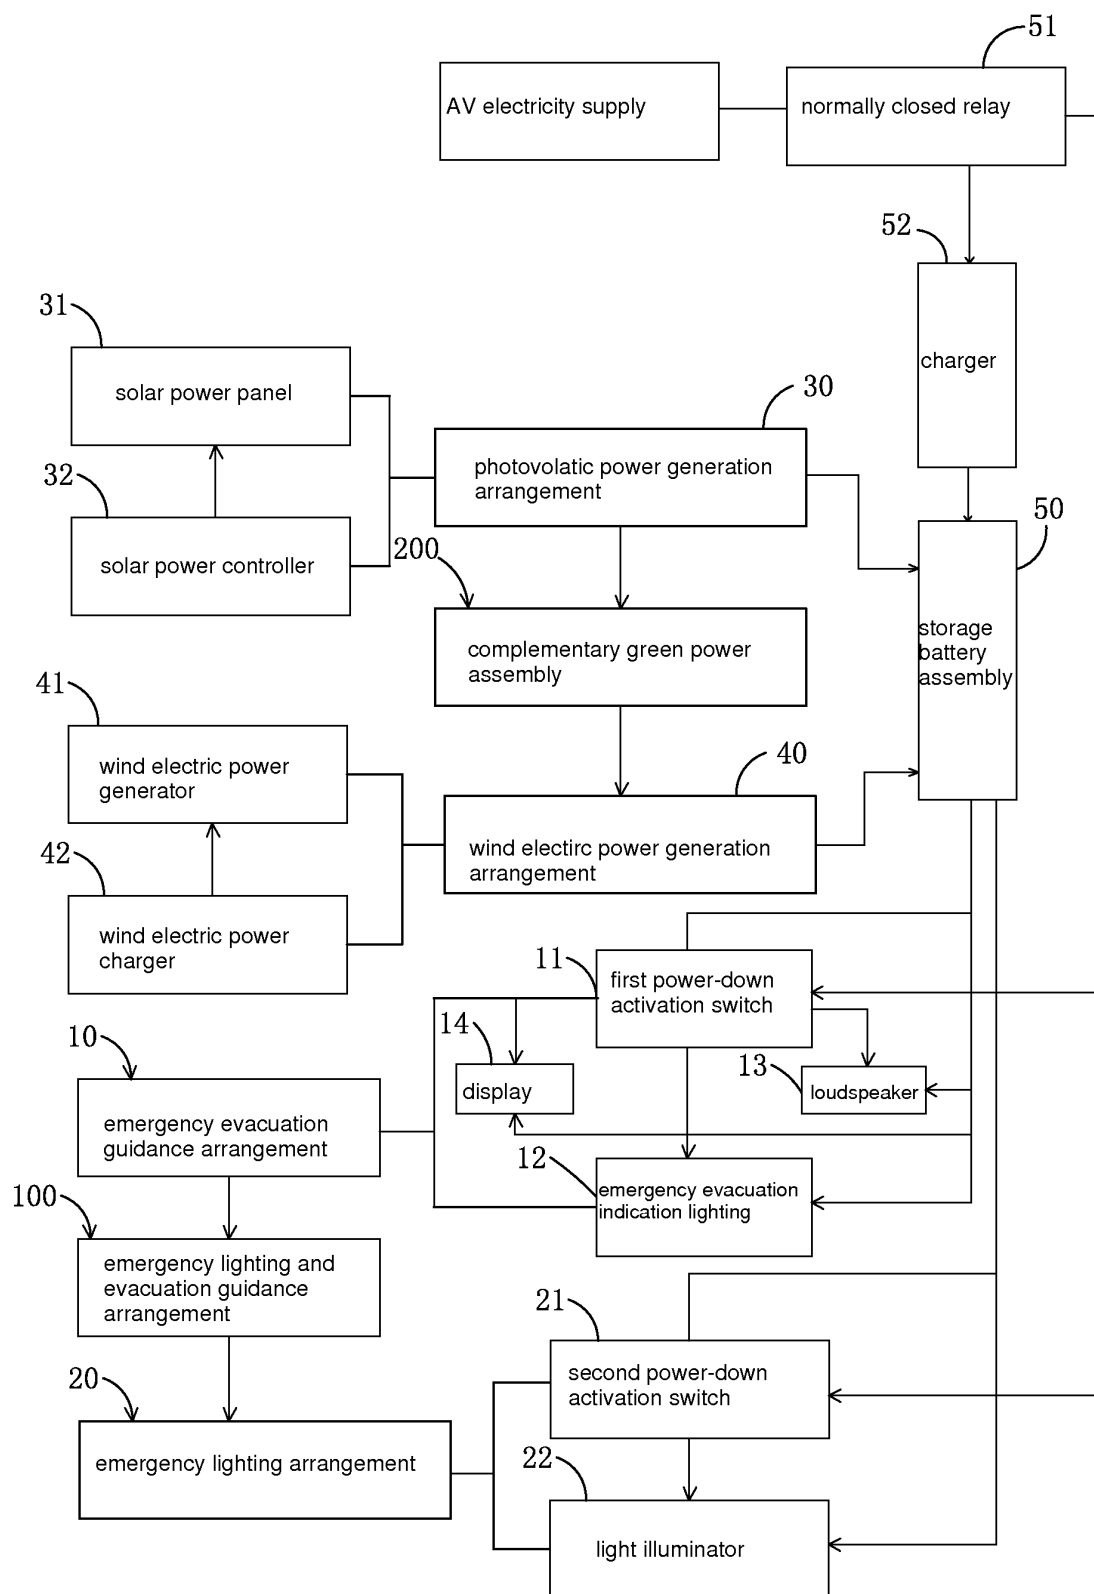 51
AV electricity supply
normally closed relay
52
charger
31
solar power panel
30
photovolatic power generation
arrangement
32
solar power controller
200
50
complementary green power
assembly
storage
battery
assembly
41
wind electric power
generator
40
wind electirc power generation
arrangement
42
wind electric power
charger
11
first power-down
activation switch
14
display
13
loudspeaker
10
emergency evacuation
guidance arrangement
12
emergency evacuation
indication lighting
100
emergency lighting and
evacuation guidance
arrangement
21
second power-down
activation switch
20
emergency lighting arrangement
22
light illuminator